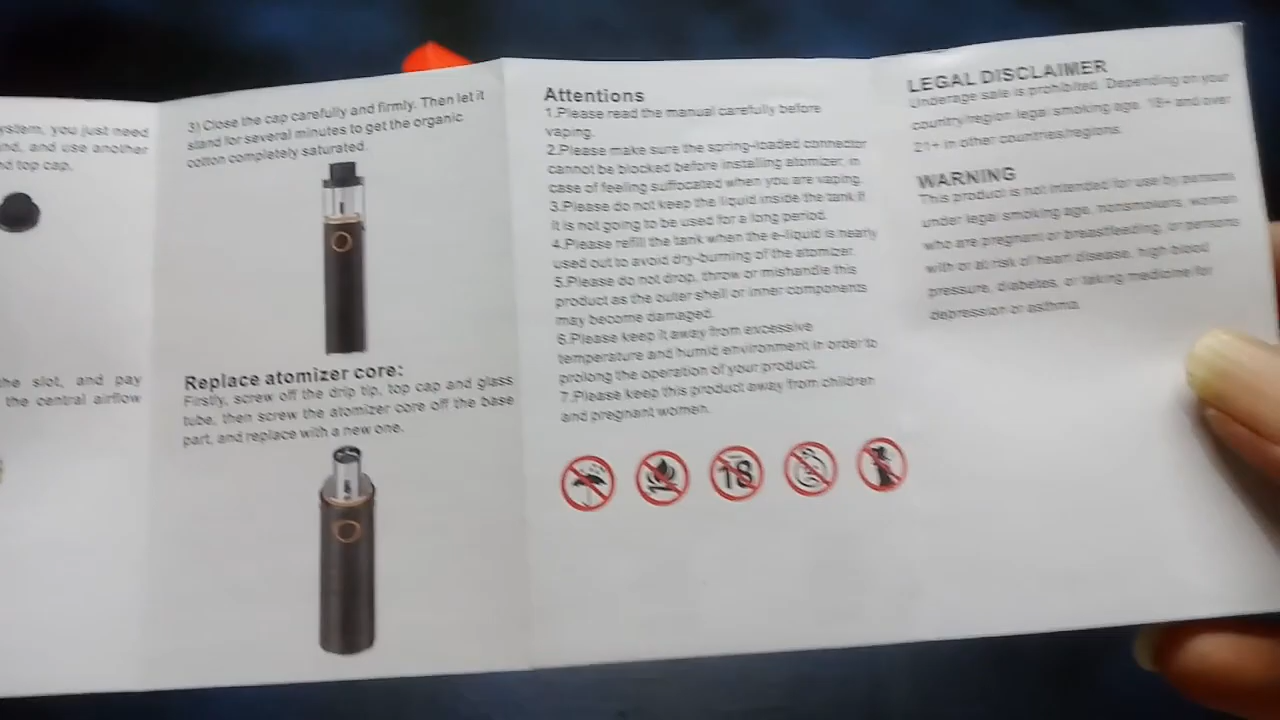 ystem, you just need
nd, and use another
nd top cap.
he slot, and pay
the central airflow
3) Close the cap carefully and firmly. Then let it
stand for several minutes to get the organic
cotton completely saturated.
Replace atomizer core:
Firstly, screw off the drip tip, top cap and glass
tube, then screw the atomizer core off the base
part, and replace with a new one.
Attentions
1.Please read the manual carefully before
vaping.
2.Please make sure the spring-loaded connector
cannot be blocked before installing atomizer, in
case of feeling suffocated when you are vaping.
3.Please do not keep the liquid inside the tank if
it is not going to be used for a long period.
4.Please refill the tank when the e-liquid is nearly
used out to avoid dry-burning of the atomizer.
5.Please do not drop, throw or mishandle this
product as the outer shell or inner components
may become damaged.
6.Please keep it away from excessive
temperature and humid environment in order to
prolong the operation of your product.
7.Please keep this product away from children
and pregnant women.
18
LEGAL DISCLAIMER
Underage sale is prohibited. Depending on your
country/region legal smoking age. 18+ and over
21+ in other countries/regions.
WARNING
This product is not intended for use by persons
under legal smoking age, nonsmokers, women
who are pregnant or breastfeeding, or persons
with or at risk of heart disease, high blood
pressure, diabetes, or taking medicine for
depression or asthma.